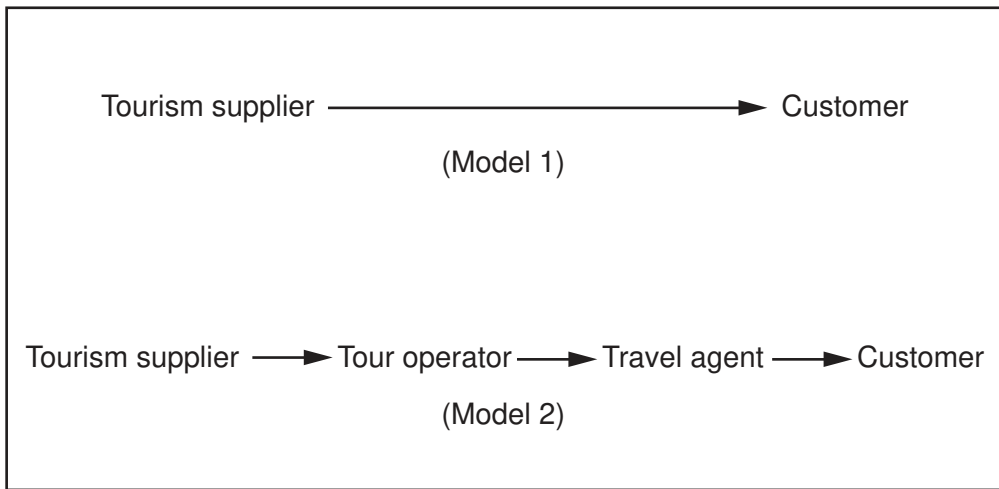 Tourism supplier Customer
(Model 1)
Tourism supplier Tour operator Travel agent Customer
(Model 2)